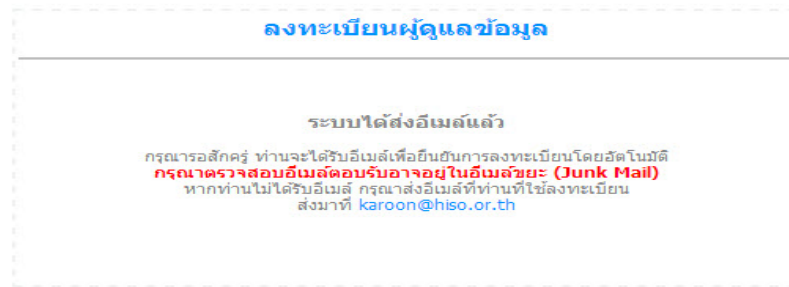 ลงทะเบียนผู้ดูแลข้อมูล
ระบบได้ส่งอีเมล์แล้ว
กรุณารอสักครู่ ท่านจะได้รับอีเมล์เพื่อยืนยันการลงทะเบียนโดยอัตโนมัติ
กรุณาตรวจสอบอีเมล์ตอบรับอาจอยู่ในอีเมล์ขยะ (Junk Mail)
หากท่านไม่ได้รับอีเมล์ กรุณาส่งอีเมล์ที่ท่านที่ใช้ลงทะเบียน
ส่งมาที่ karoon@hiso.or.th